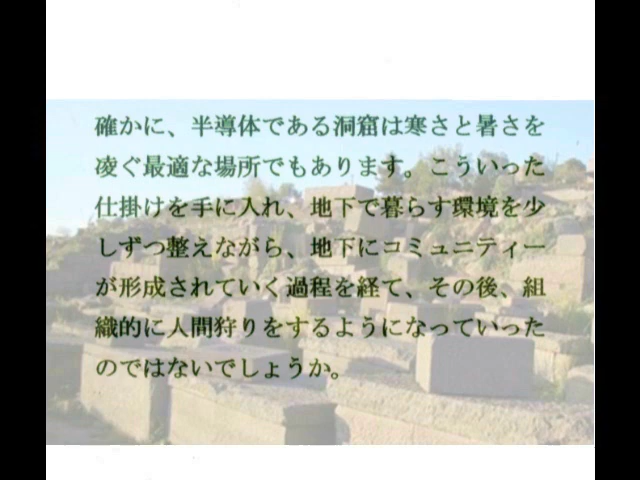 確かに、半導体である洞窟は寒さと暑さを
凌ぐ最適な場所でもあります。こういった
仕掛けを手に入れ、地下で暮らす環境を少
しずつ整えながら、地下にコミュニティー
が形成されていく過程を経て、その後、組
織的に人間狩りをするようになっていった
のではないでしょうか。